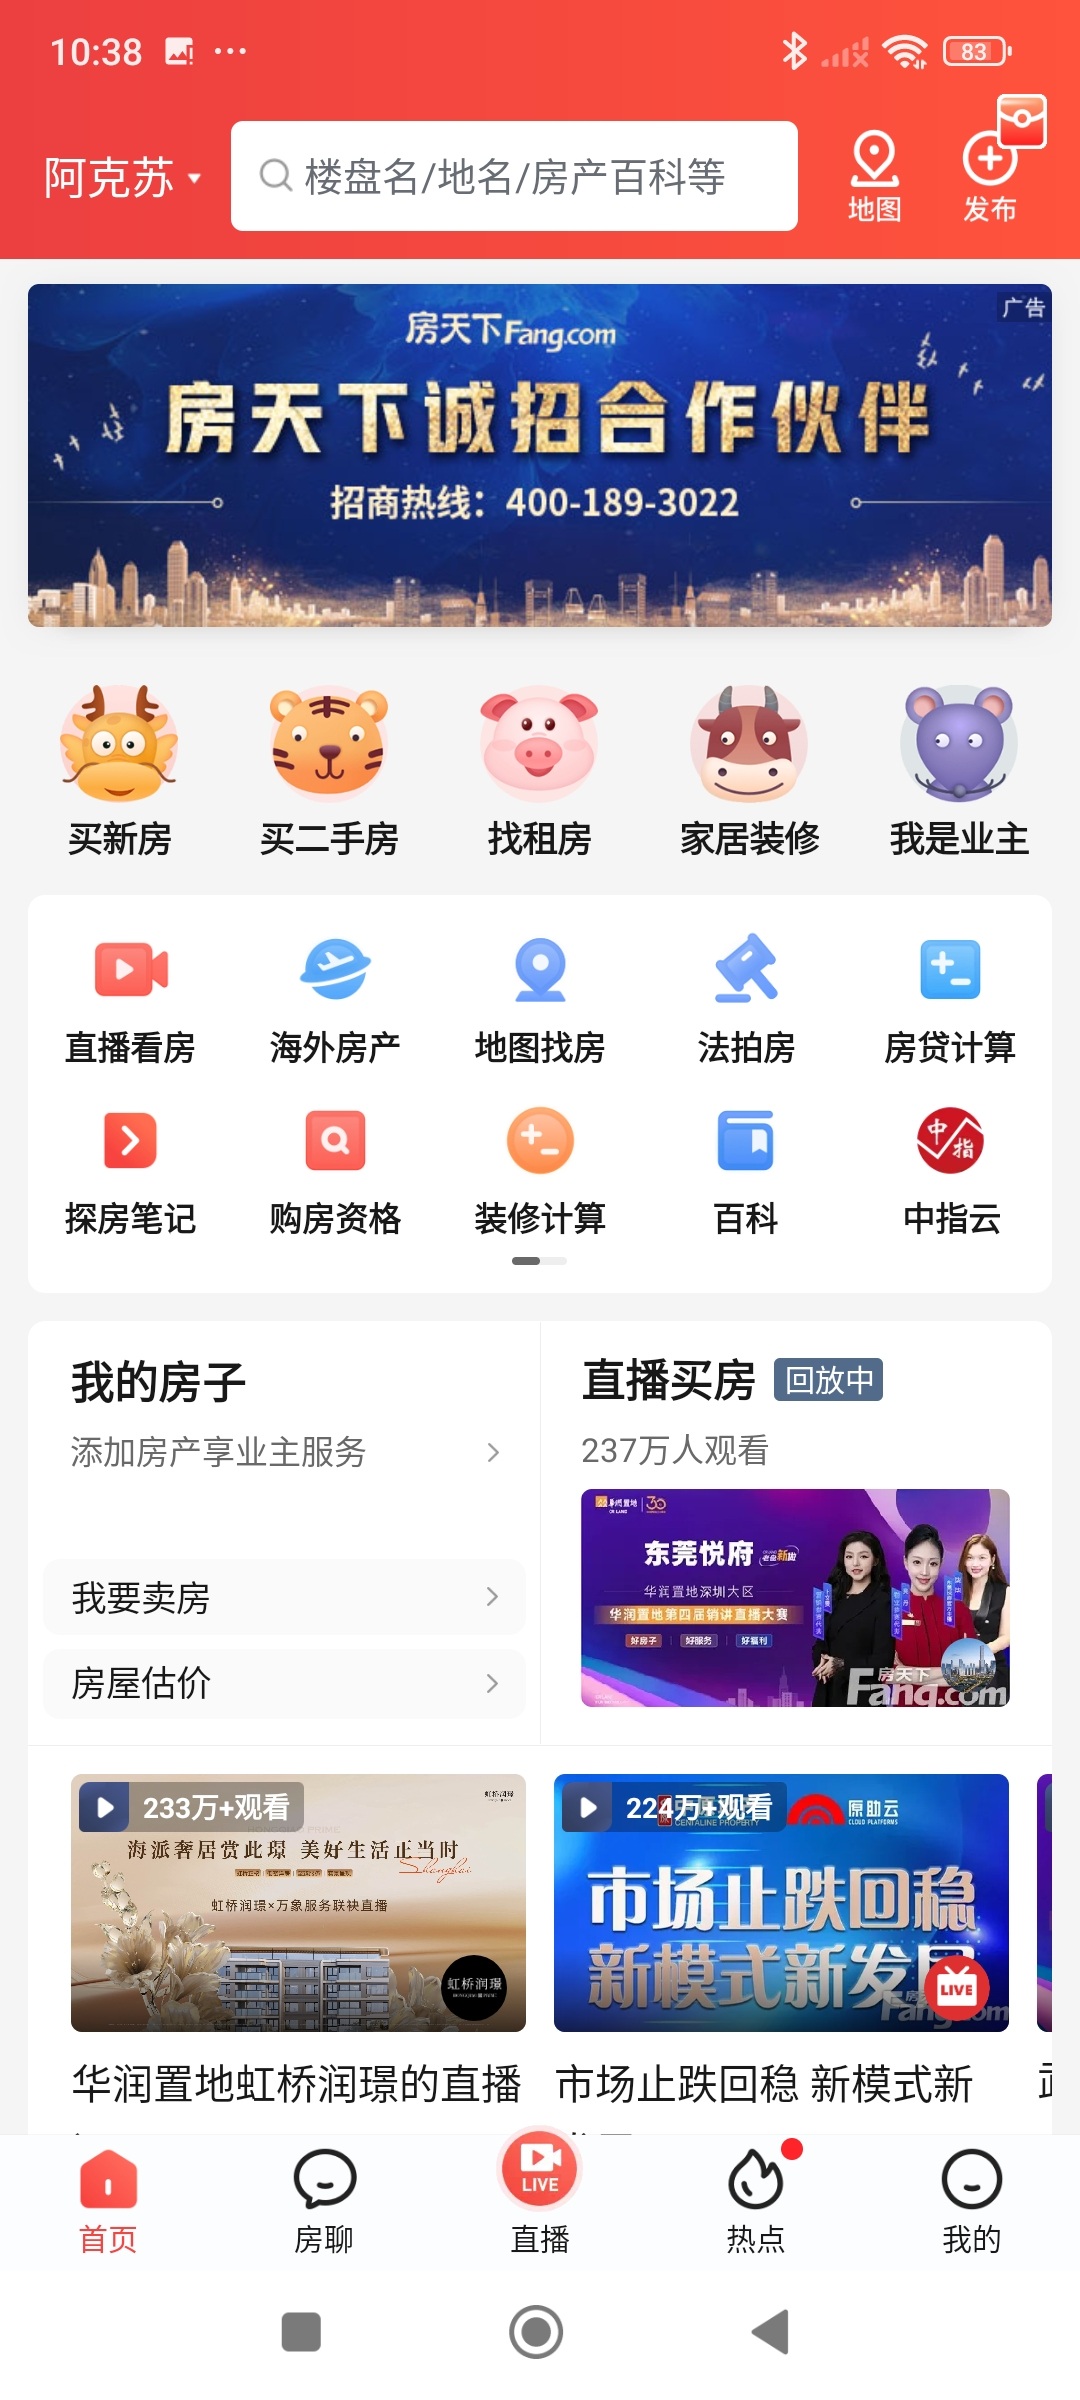 10:38
83
阿克苏
楼盘名/地名/房产百科等
地图
发布
广告
房天下Fang.com
房天下诚招合作伙伴
招商热线：400-189-3022
买新房
买二手房
找租房
家居装修
我是业主
直播看房
海外房产
地图找房
法拍房
房贷计算
探房笔记
购房资格
装修计算
百科
中指
中指云
我的房子
添加房产享业主服务
我要卖房
房屋估价
直播买房
回放中
237万人观看
30
东莞悦府
华润置地深圳大区
华润置地第四届销讲直播大赛
好房子
好服务
好福利
房天下
Fang.com
233万+观看
海派奢居赏此璟 美好生活正当时
Shanghai
虹桥润璟×万象服务联袂直播
虹桥润璟
华润置地虹桥润璟的直播
224万+观看
CENTALINE PROPERTY
原助云
CLOUD PLATFORMS
市场止跌回稳
新模式新发展
LIVE
市场止跌回稳 新模式新
首页
房聊
LIVE
直播
热点
我的